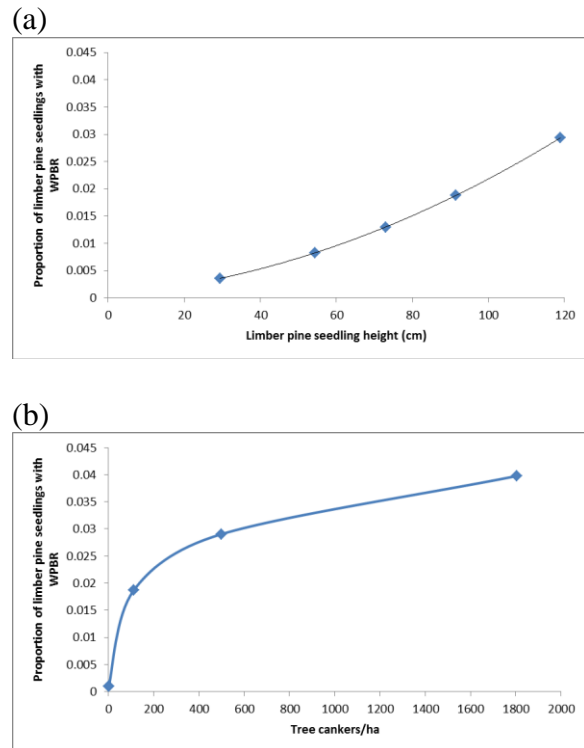 (a)
0.045
0.04
0.035
0.03
0.025
0.02
0.015
0.01
0.005
0
Proportion of limber pine seedlings with
WPBR
0 20 40 60 80 100 120
Limber pine seedling height (cm)
(b)
0.045
0.04
0.035
0.03
0.025
0.02
0.015
0.01
0.005
0
Proportion of limber pine seedlings with
WPBR
0 200 400 600 800 1000 1200 1400 1600 1800 2000
Tree cankers/ha